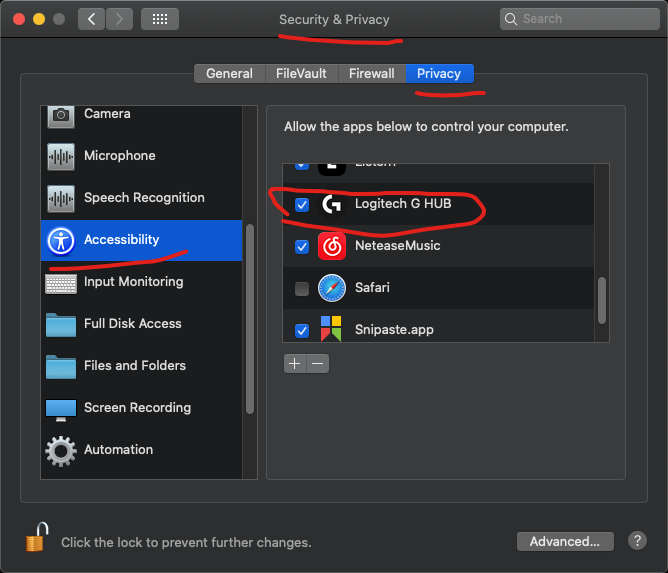 Security & Privacy
Search
General
FileVault
Firewall
Privacy
Camera
Microphone
Speech Recognition
Accessibility
Input Monitoring
Full Disk Access
Files and Folders
Screen Recording
Automation
Allow the apps below to control your computer.
Logitech G HUB
NeteaseMusic
Safari
Snipaste.app
Click the lock to prevent further changes.
Advanced...
?